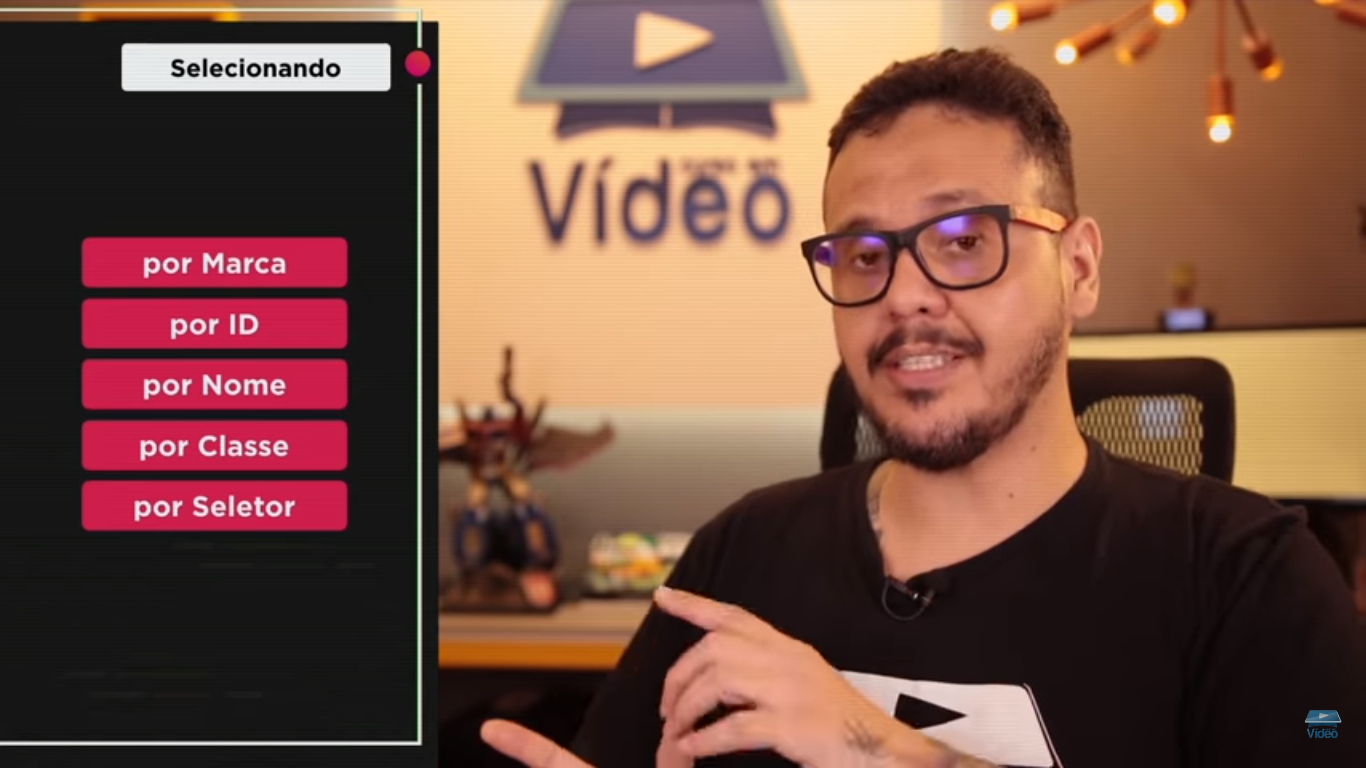 Selecionando
por Marca
por ID
por Nome
por Classe
por Seletor
Vídeo
Vídeo